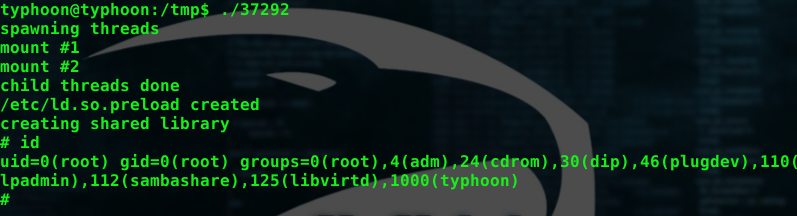 typhoon@typhoon:/tmp$ ./37292
spawning threads
mount #1
mount #2
child threads done
/etc/ld.so.preload created
creating shared library
# id
uid=0(root) gid=0(root) groups=0(root),4(adm),24(cdrom),30(dip),46(plugdev),110(
lpadmin),112(sambashare),125(libvirtd),1000(typhoon)
#